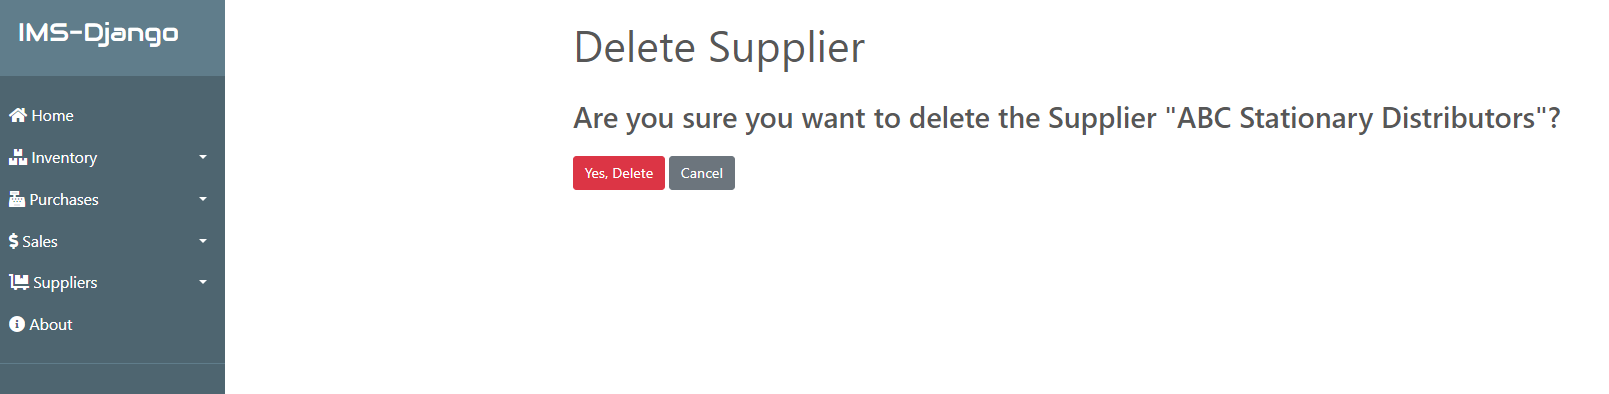 IMS-Django
Home
Inventory
Purchases
Sales
Suppliers
About
Delete Supplier
Are you sure you want to delete the Supplier "ABC Stationary Distributors"?
Yes, Delete
Cancel